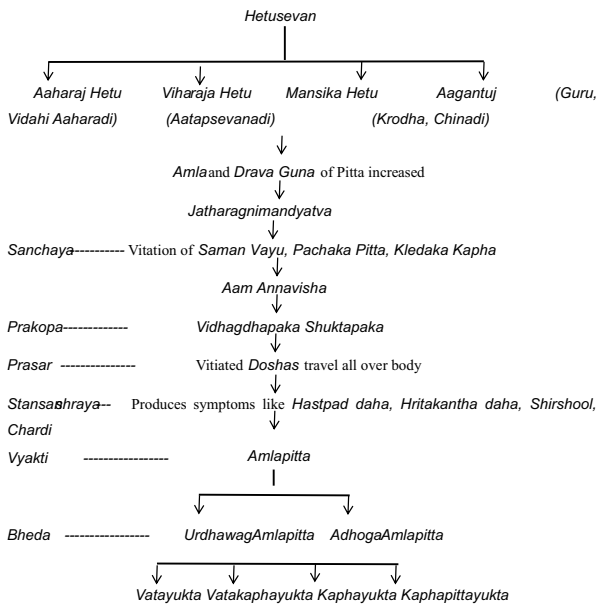 Hetusevan
Aaharaj Hetu Viharaja Hetu Mansika Hetu Aagantuj (Guru,
Vidahi Aaharadi) (Aatapsevanadi) (Krodha, Chinadi)
Amla and Drava Guna of Pitta increased
Jatharagnimandyatva
Sanchaya---------- Vitation of Saman Vayu, Pachaka Pitta, Kledaka Kapha
Aam Annavisha
Prakopa------------- Vidhagdhapaka Shuktapaka
Prasar --------------- Vitiated Doshas travel all over body
Stansanshraya--- Produces symptoms like Hastpad daha, Hritakantha daha, Shirshool,
Chardi
Vyakti ----------------- Amlapitta
Bheda ----------------- UrdhawagAmlapitta AdhogaAmlapitta
Vatayukta Vatakaphayukta Kaphayukta Kaphapittayukta